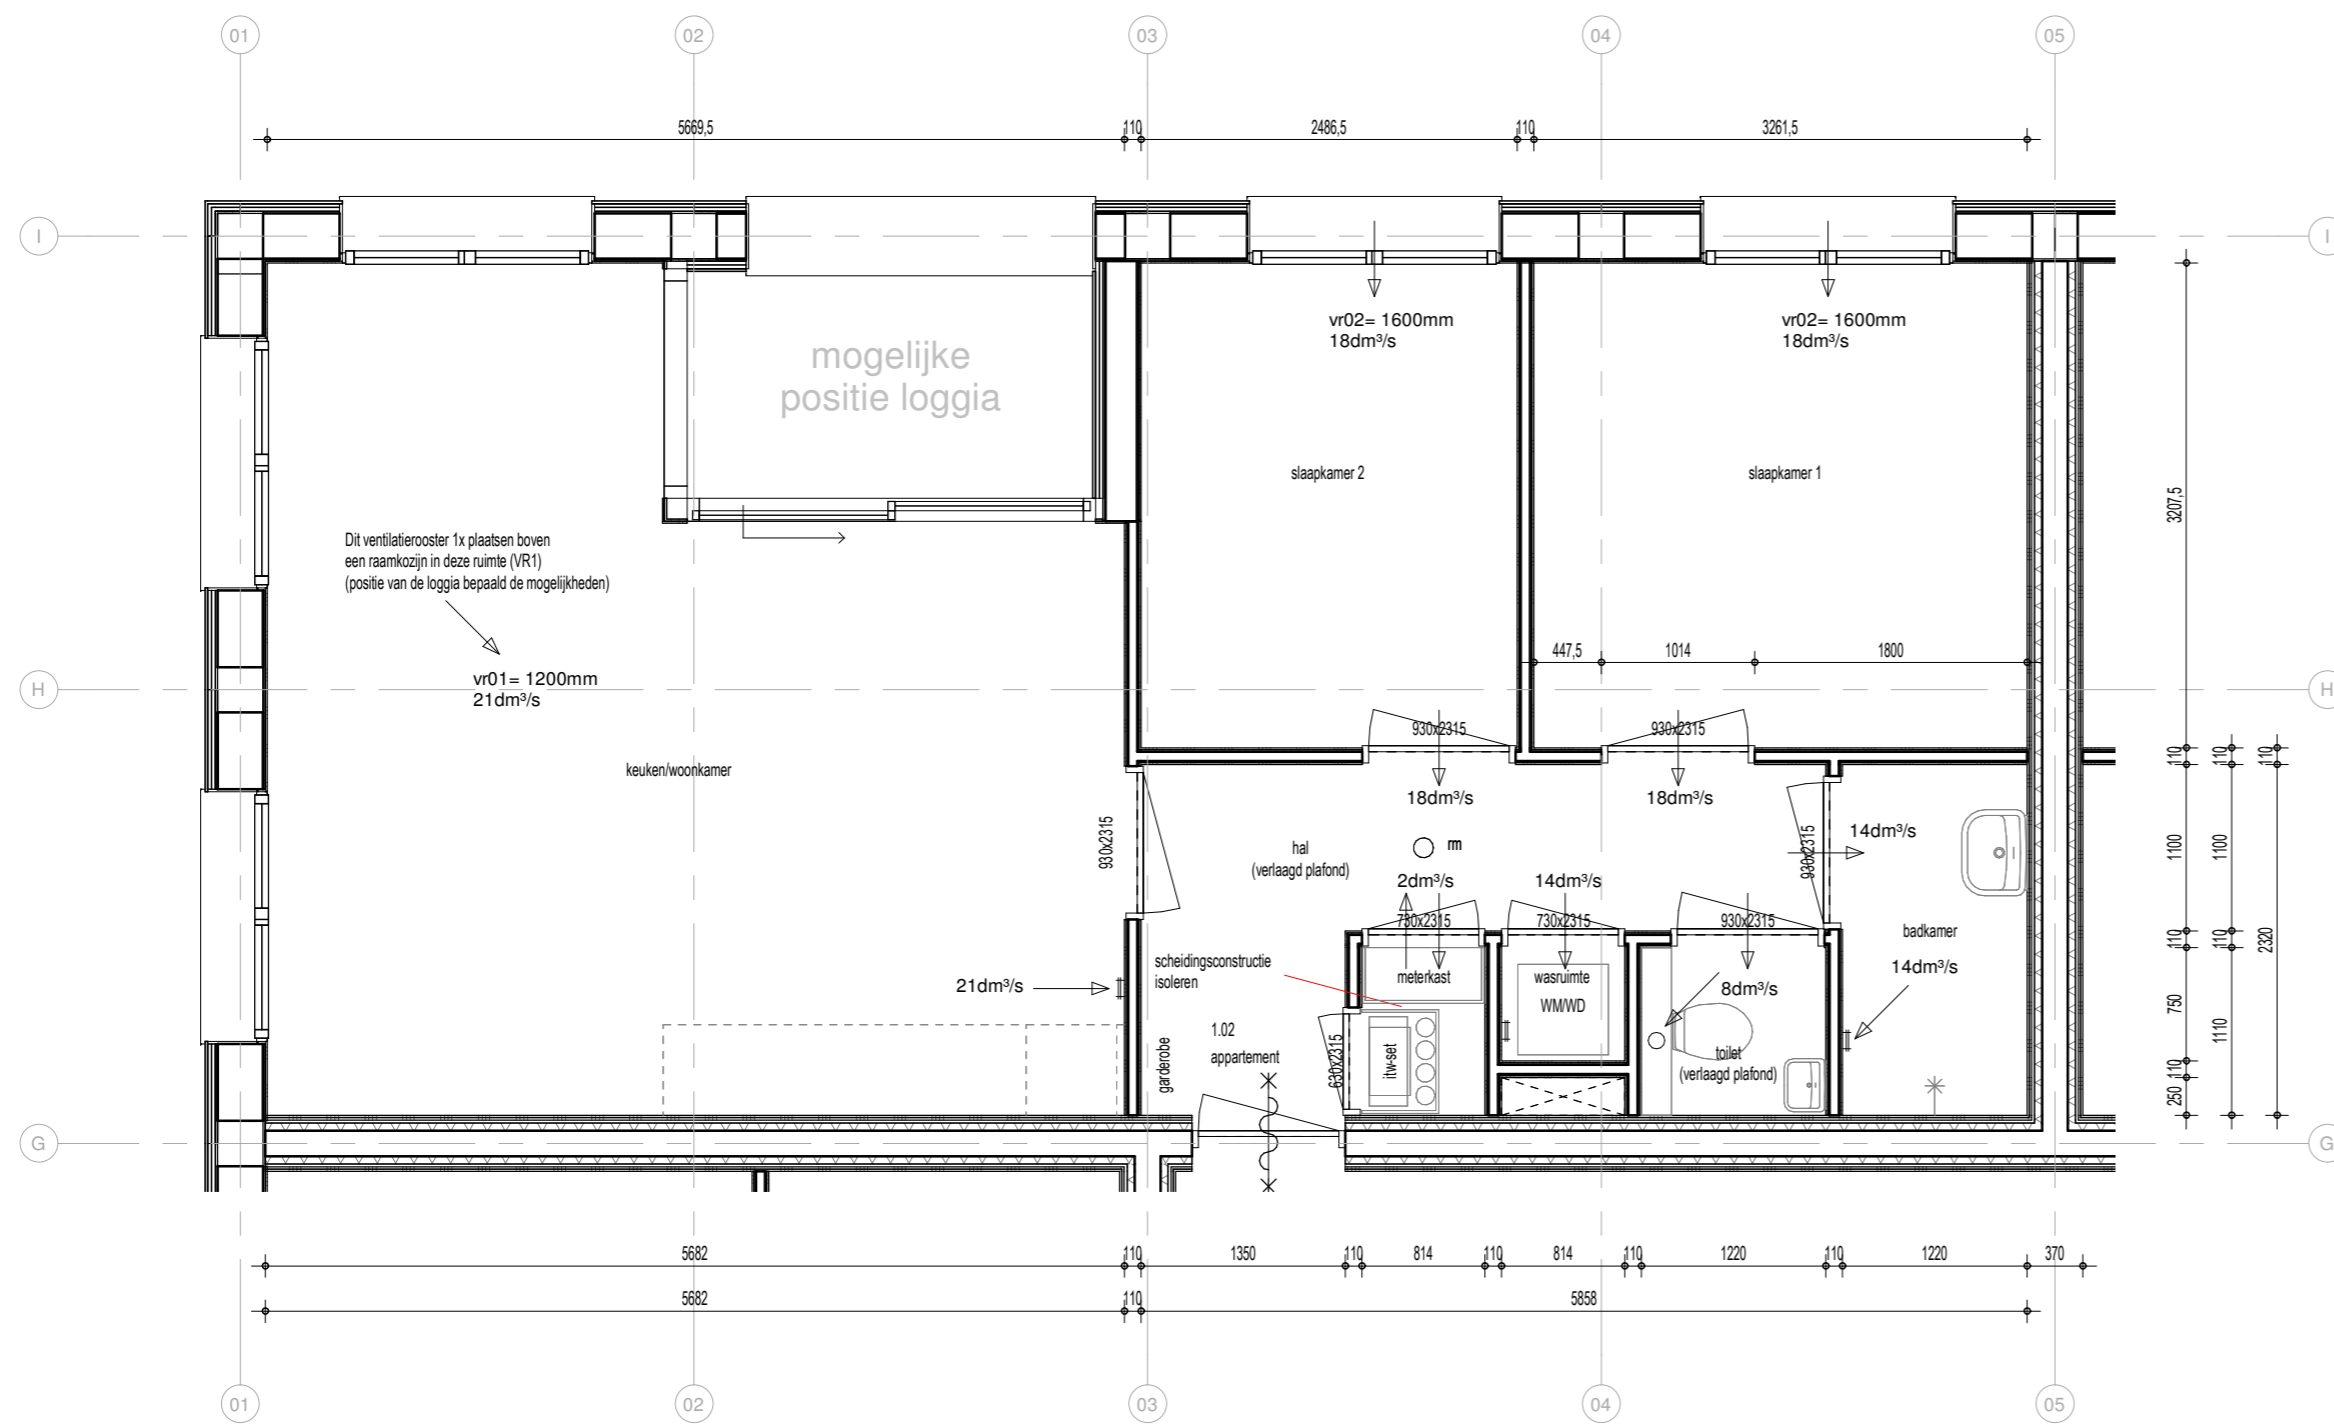 01 02 03 04 05
5669,5 110 2486,5 110 3261,5
I I
vr02= 1600mm
18dm³/s
vr02= 1600mm
18dm³/s
mogelijke
positie loggia
slaapkamer 2
slaapkamer 1
3207,5
Dit ventilatierooster 1x plaatsen boven
een raamkozijn in deze ruimte (VR1)
(positie van de loggia bepaald de mogelijkheden)
447,5 1014 1800
vr01= 1200mm
21dm³/s
H H
930x2315 930x2315
keuken/woonkamer
110 110 110
18dm³/s
18dm³/s
930x2315
hal
(verlaagd plafond)
rm
14dm³/s
930x2315
1100 1100
2dm³/s
14dm³/s
730x2315 730x2315 930x2315
badkamer
110 110 2320
scheidingsconstructie
isoleren
meterkast
wasruimte
WM/WD
14dm³/s
21dm³/s
8dm³/s
750 1110
1.02
appartement
garderobe
630x2315
itw-set
toilet
(verlaagd plafond)
110
250
G G
5682 110 1350 110 814 110 814 110 1220 110 1220 370
5682 110 5858
01 02 03 04 05